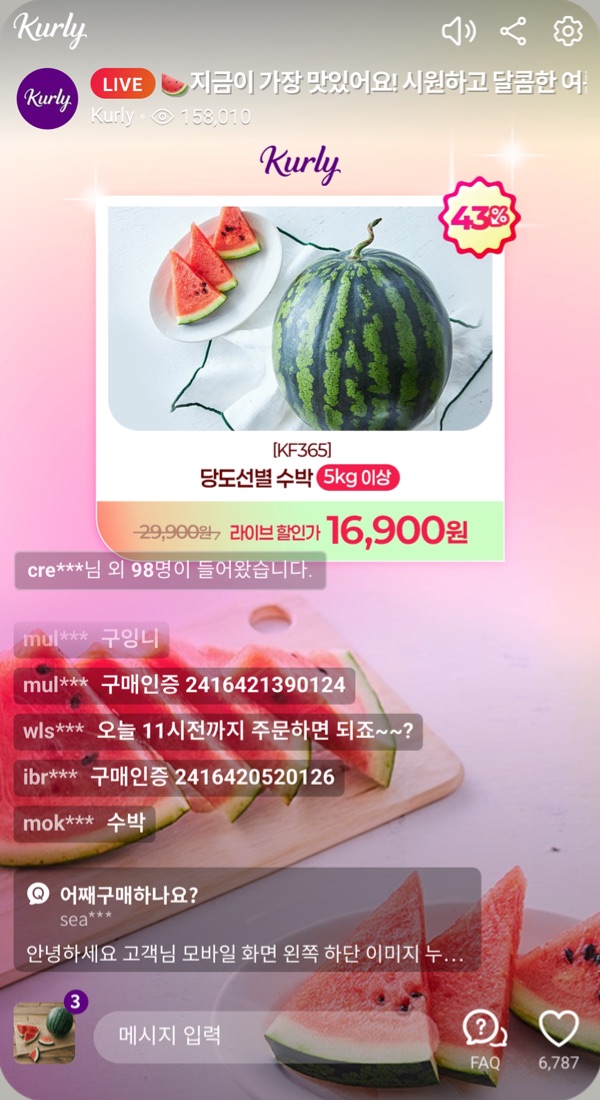 Kurly
Kurly
LIVE 🍉지금이 가장 맛있어요! 시원하고 달콤한
Kurly • 158,010
Kurly
43%
[KF365]
당도선별 수박 5kg 이상
29,900원 라이브 할인가 16,900원
cre***님 외 98명이 들어왔습니다.
mul*** 구잉니
mul*** 구매인증 2416421390124
wls*** 오늘 11시전까지 주문하면 되죠~~?
ibr*** 구매인증 2416420520126
mok*** 수박
Q 어째구매하나요?
sea***
안녕하세요 고객님 모바일 화면 왼쪽 하단 이미지 누...
3
메시지 입력
?
FAQ
6,787